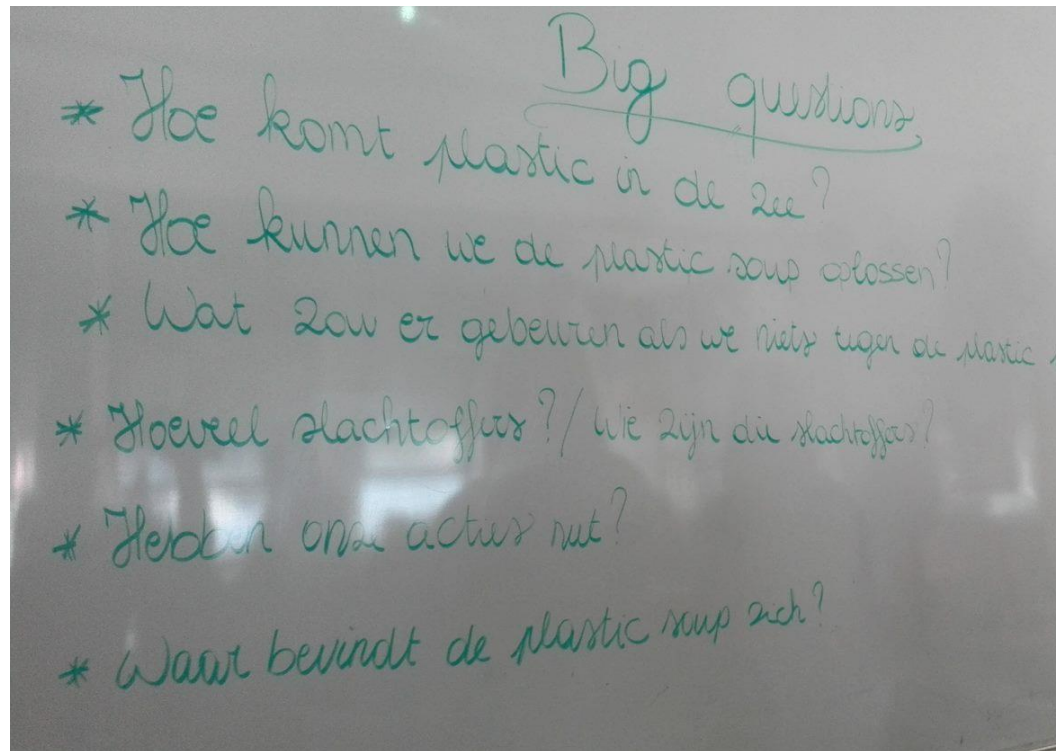 Big questions
* Hoe komt plastic in de zee?
* Hoe kunnen we de plastic soup oplossen?
* Wat zou er gebeuren als we niets tegen de plastic
* Hoeveel slachtoffers? / Wie zijn die slachtoffers?
* Hebben onze acties nut?
* Waar bevindt de plastic soup zich?